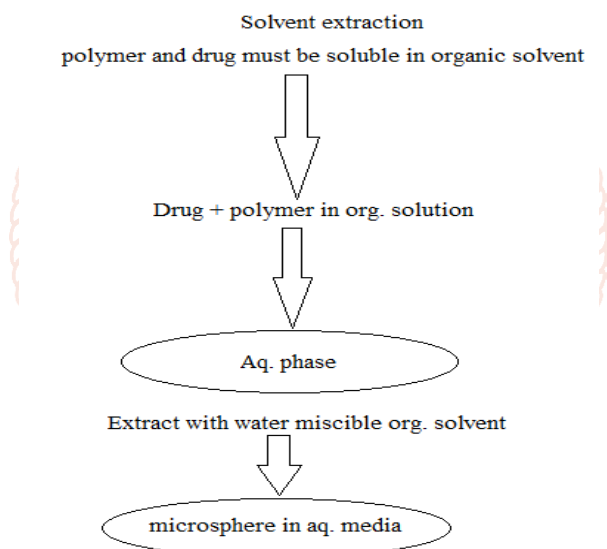 Solvent extraction
polymer and drug must be soluble in organic solvent
Drug + polymer in org. solution
Aq. phase
Extract with water miscible org. solvent
microsphere in aq. media